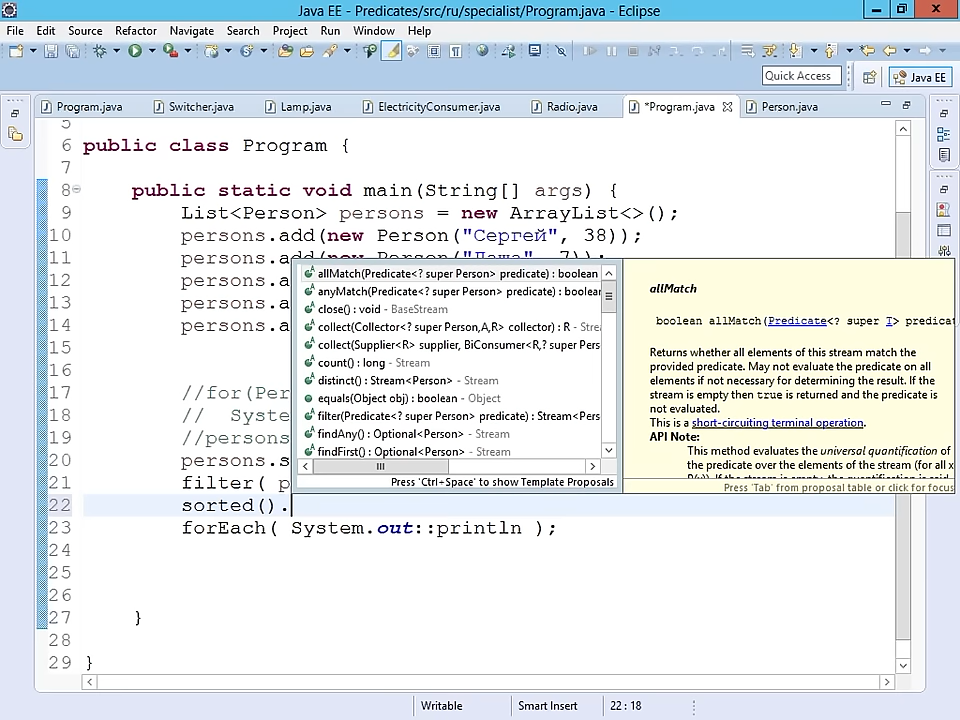 Java EE - Predicates/src/ru/specialist/Program.java - Eclipse
File Edit Source Refactor Navigate Search Project Run Window Help
Quick Access
Java EE
Program.java Switcher.java Lamp.java ElectricityConsumer.java Radio.java *Program.java Person.java
5
6 public class Program {
7
8 public static void main(String[] args) {
9 List<Person> persons = new ArrayList<>();
10 persons.add(new Person("Сергей", 38));
11 persons.add(new Person("Даша", 7));
12 persons.a
13 persons.a
14 persons.a
15
16
17 //for(Per
18 // Syste
19 //persons
20 persons.s
21 filter( p
22 sorted().
23 forEach( System.out::println );
24
25
26
27 }
28
29 }
allMatch(Predicate<? super Person> predicate) : boolean
anyMatch(Predicate<? super Person> predicate) : boolean
close() : void - BaseStream
collect(Collector<? super Person,A,R> collector) : R - Strea
collect(Supplier<R> supplier, BiConsumer<R,? super Pers
count() : long - Stream
distinct() : Stream<Person> - Stream
equals(Object obj) : boolean - Object
filter(Predicate<? super Person> predicate) : Stream<Pers
findAny() : Optional<Person> - Stream
findFirst() : Optional<Person> - Stream
Press 'Ctrl+Space' to show Template Proposals
allMatch
boolean allMatch(Predicate<? super T> predicat
Returns whether all elements of this stream match the
provided predicate. May not evaluate the predicate on all
elements if not necessary for determining the result. If the
stream is empty then true is returned and the predicate is
not evaluated.
This is a short-circuiting terminal operation.
API Note:
This method evaluates the universal quantification of
the predicate over the elements of the stream (for all x
Press 'Tab' from proposal table or click for focus
Writable Smart Insert 22 : 18